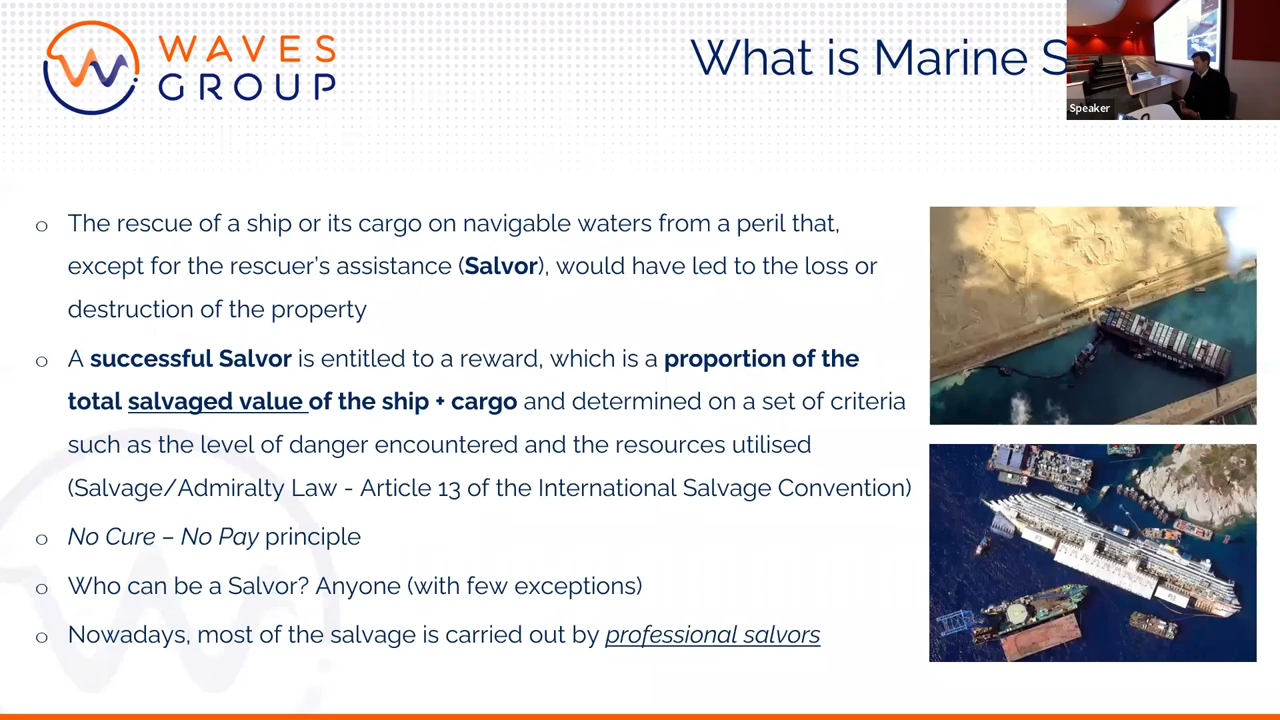 WAVES
GROUP
What is Marine S
Speaker
o The rescue of a ship or its cargo on navigable waters from a peril that,
except for the rescuer's assistance (Salvor), would have led to the loss or
destruction of the property
o A successful Salvor is entitled to a reward, which is a proportion of the
total salvaged value of the ship + cargo and determined on a set of criteria
such as the level of danger encountered and the resources utilised
(Salvage/Admiralty Law - Article 13 of the International Salvage Convention)
o No Cure – No Pay principle
o Who can be a Salvor? Anyone (with few exceptions)
o Nowadays, most of the salvage is carried out by professional salvors
EVERGREEN